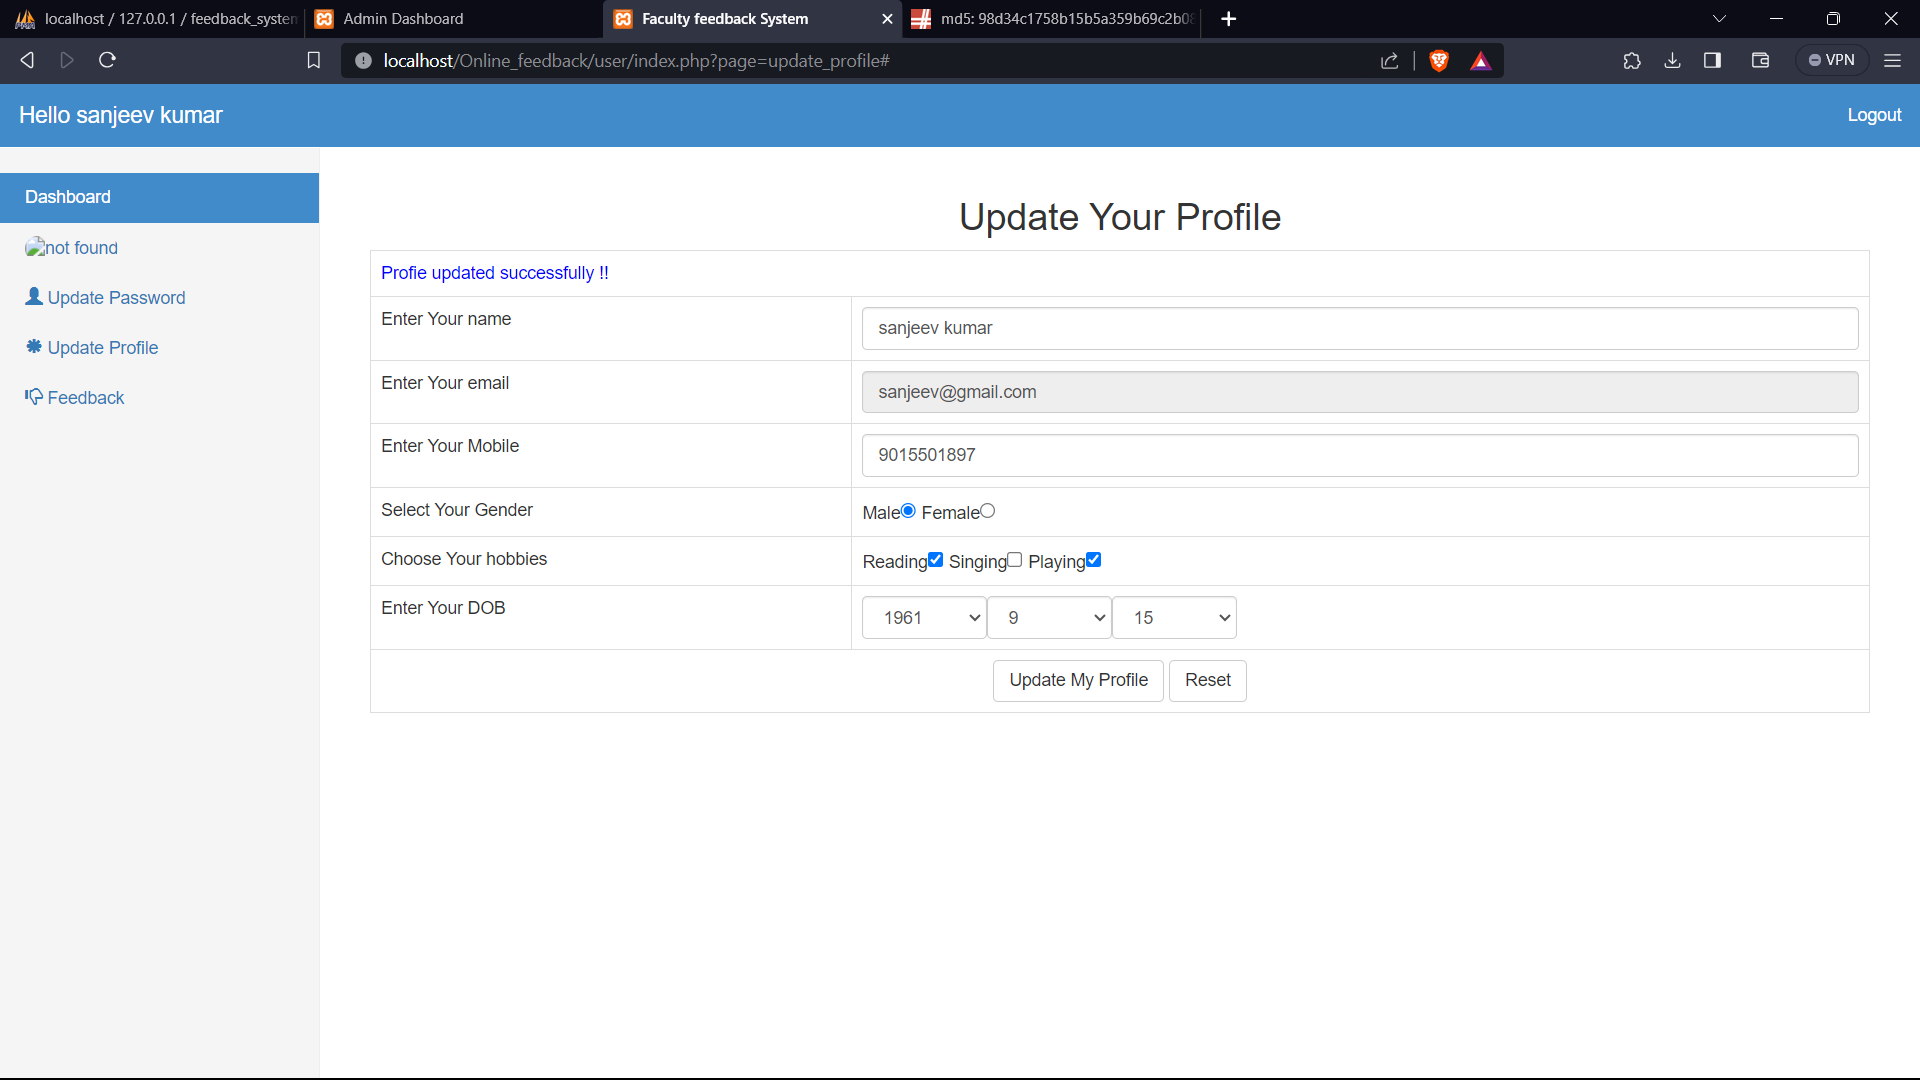 localhost / 127.0.0.1 / feedback_system
Admin Dashboard
Faculty feedback System
md5: 98d34c1758b15b5a359b69c2b08
localhost/Online_feedback/user/index.php?page=update_profile#
VPN
Hello sanjeev kumar
Logout
Dashboard
not found
Update Password
Update Profile
Feedback
Update Your Profile
Profie updated successfully !!
Enter Your name
sanjeev kumar
Enter Your email
sanjeev@gmail.com
Enter Your Mobile
9015501897
Select Your Gender
Male Female
Choose Your hobbies
Reading Singing Playing
Enter Your DOB
1961 9 15
Update My Profile Reset